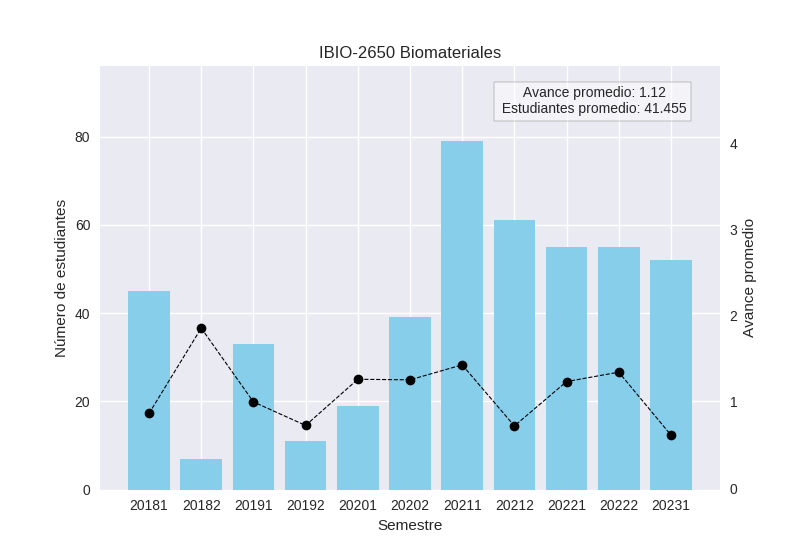 IBIO-2650 Biomateriales
Avance promedio: 1.12
Estudiantes promedio: 41.455
Número de estudiantes
80
60
40
20
0
4
3
2
1
0
Avance promedio
20181 20182 20191 20192 20201 20202 20211 20212 20221 20222 20231
Semestre